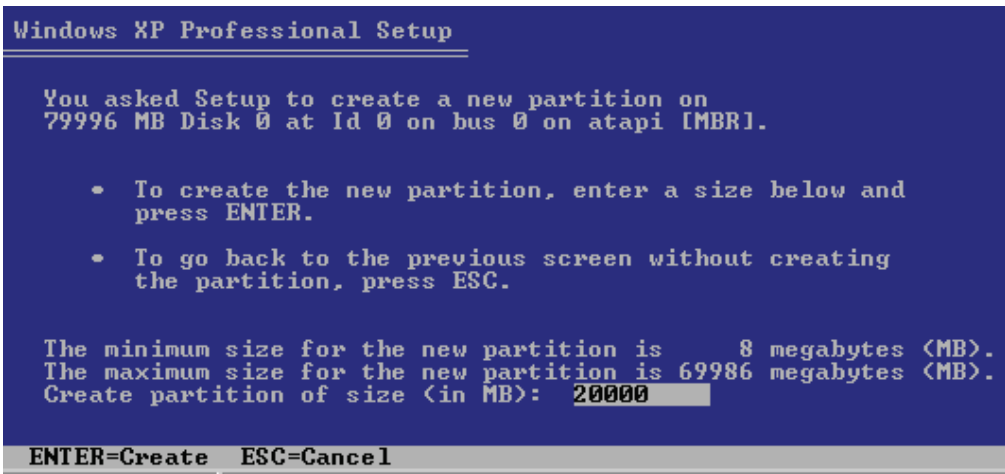 Windows XP Professional Setup
You asked Setup to create a new partition on
79996 MB Disk 0 at Id 0 on bus 0 on atapi [MBR].
• To create the new partition, enter a size below and
press ENTER.
• To go back to the previous screen without creating
the partition, press ESC.
The minimum size for the new partition is 8 megabytes (MB).
The maximum size for the new partition is 69986 megabytes (MB).
Create partition of size (in MB): 20000
ENTER=Create ESC=Cancel